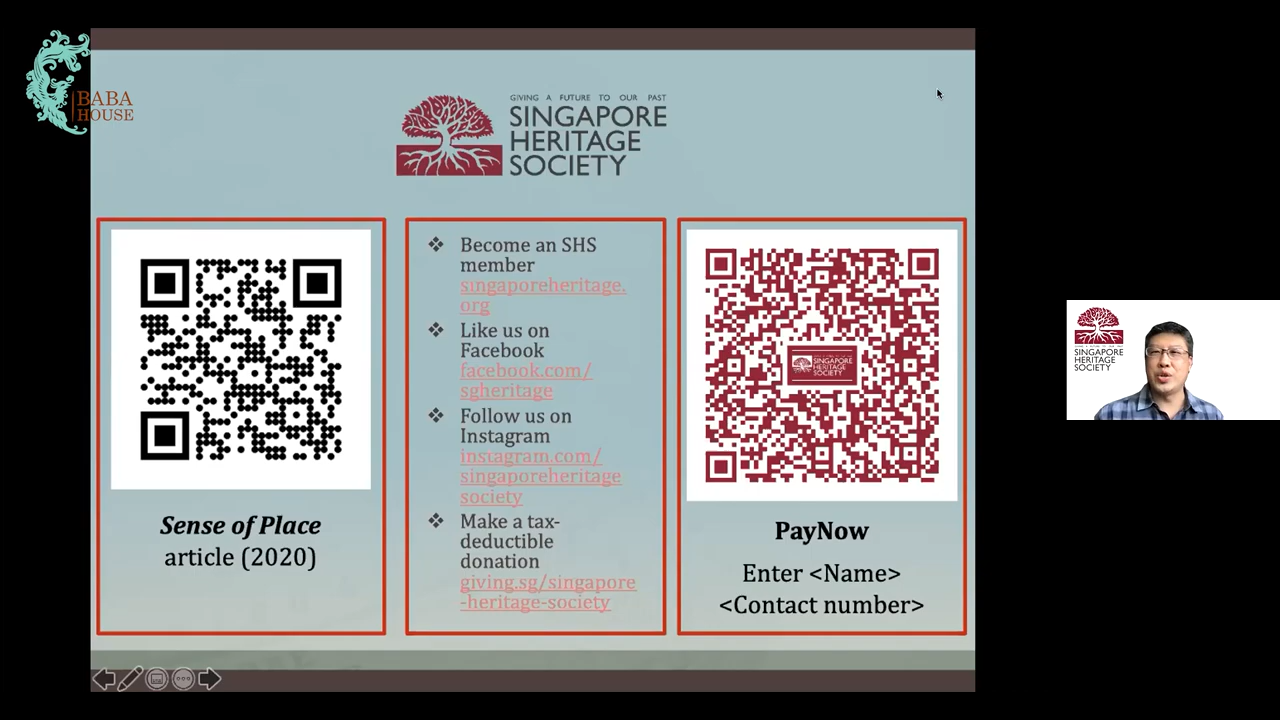 BABA
HOUSE
GIVING A FUTURE TO OUR PAST
SINGAPORE
HERITAGE
SOCIETY
Sense of Place
article (2020)
❖ Become an SHS
member
singaporeheritage.
org
❖ Like us on
Facebook
facebook.com/
sgheritage
❖ Follow us on
Instagram
instagram.com/
singaporeheritage
society
❖ Make a tax-
deductible
donation
giving.sg/singapore
-heritage-society
SINGAPORE
HERITAGE
SOCIETY
PayNow
Enter <Name>
<Contact number>
SINGAPORE
HERITAGE
SOCIETY